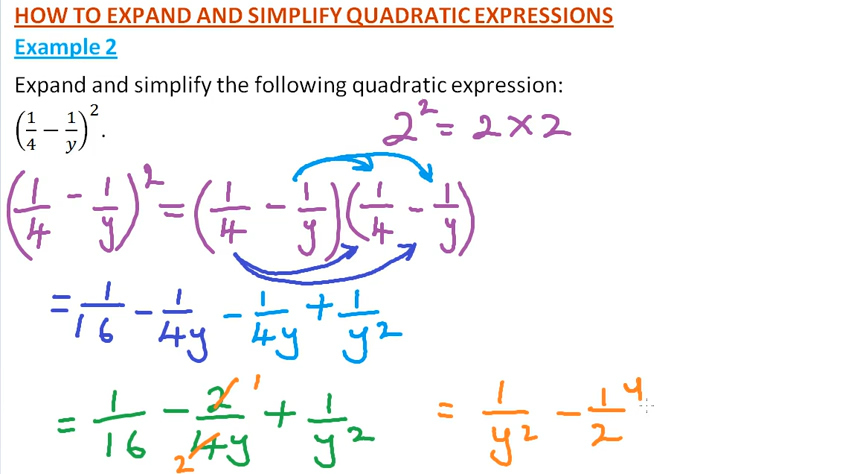 HOW TO EXPAND AND SIMPLIFY QUADRATIC EXPRESSIONS
Example 2
Expand and simplify the following quadratic expression:
(1/4 − 1/y)².
2² = 2 × 2
(1/4 − 1/y)² = (1/4 − 1/y)(1/4 − 1/y)
= 1/16 − 1/4y − 1/4y + 1/y²
= 1/16 − 2/4y + 1/y²
1
2
= 1/y² − 1/2 y